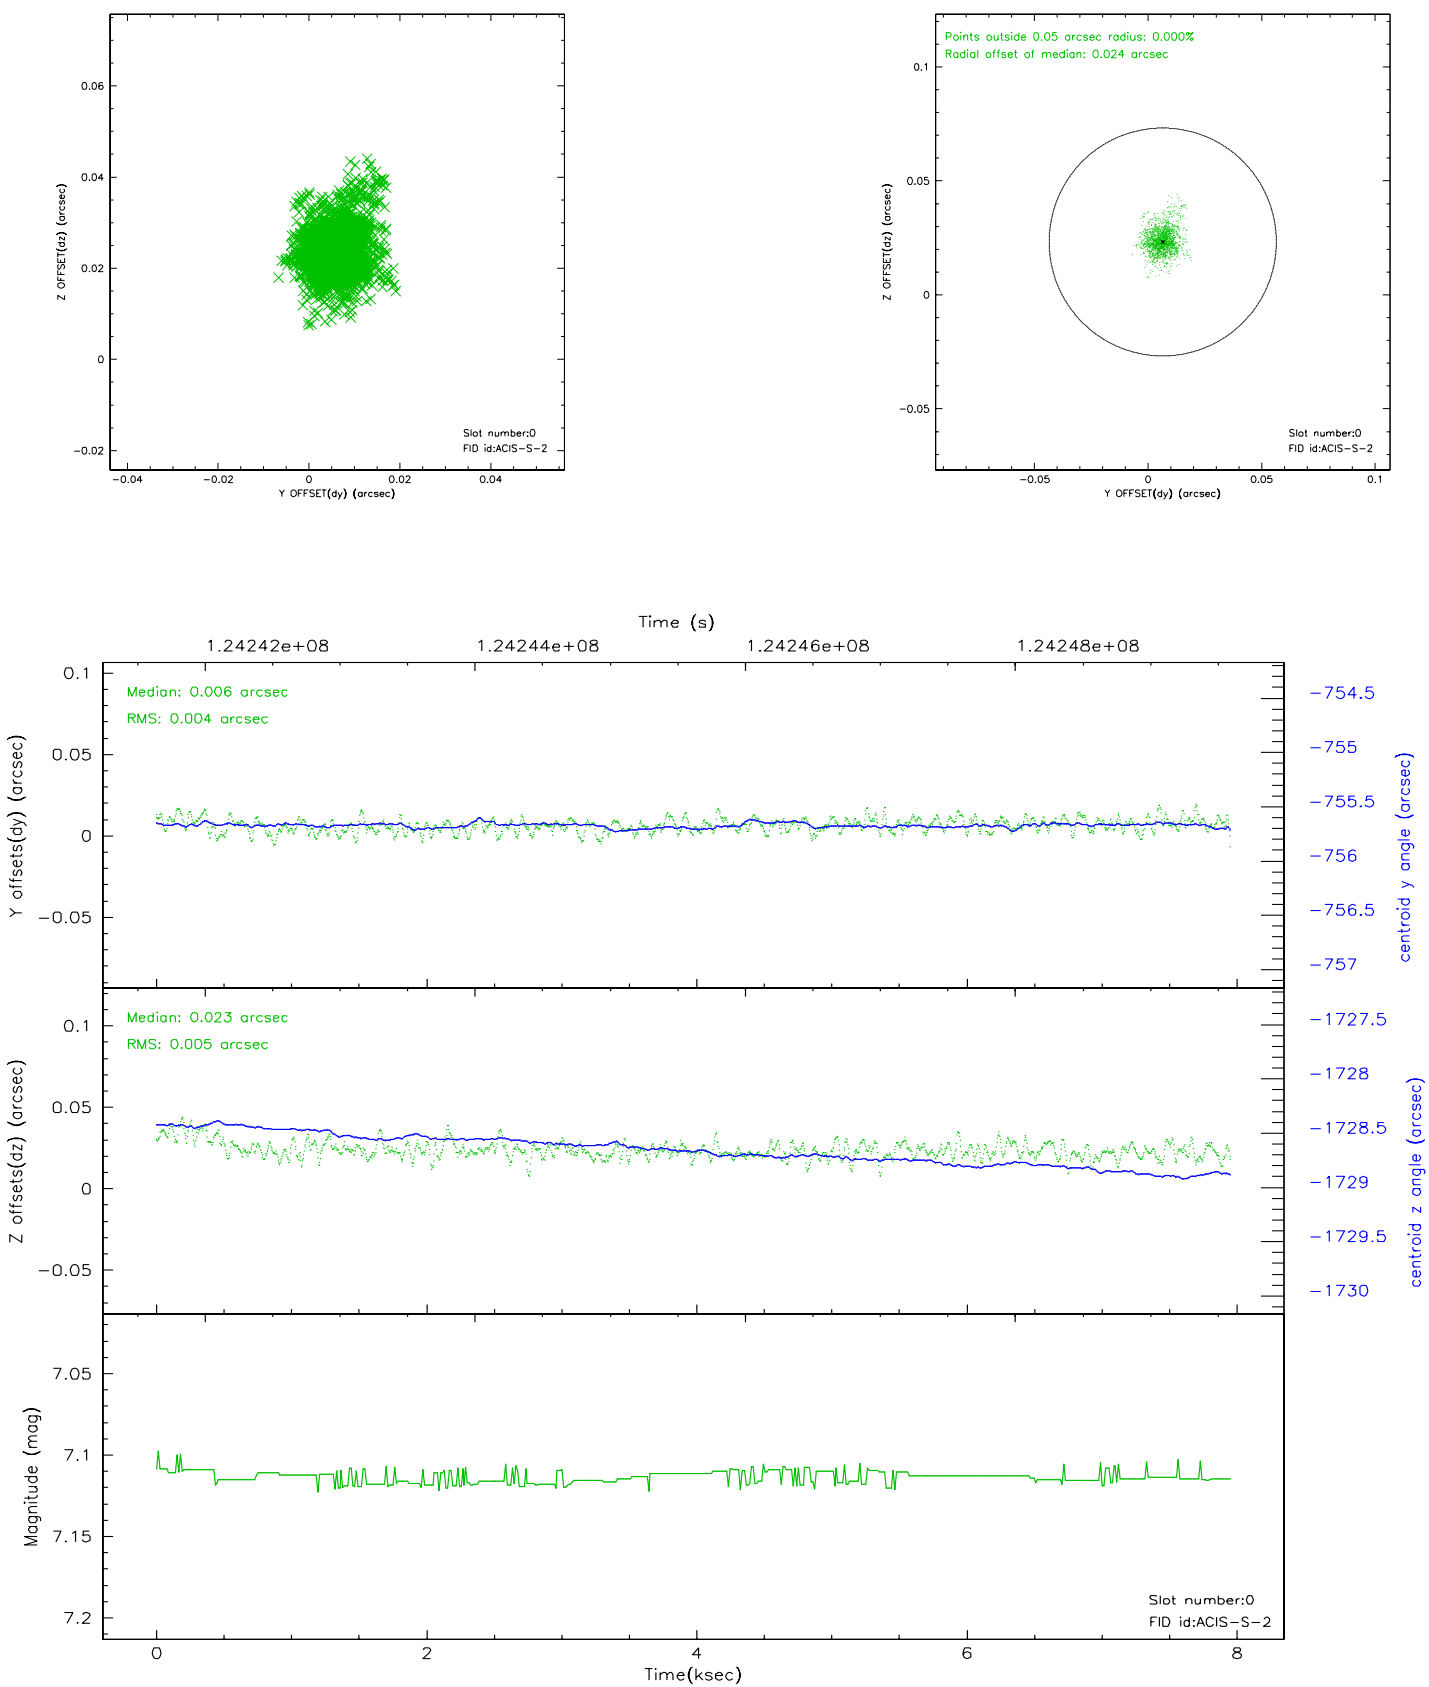 0.06
0.04
0.02
0
-0.02
Z OFFSET(dz) (arcsec)
Slot number:0
FID id:ACIS-S-2
-0.04
-0.02
0
0.02
0.04
Y OFFSET(dy) (arcsec)
Points outside 0.05 arcsec radius: 0.000%
Radial offset of median: 0.024 arcsec
0.1
0.05
0
-0.05
Z OFFSET(dz) (arcsec)
Slot number:0
FID id:ACIS-S-2
-0.05
0
0.05
0.1
Y OFFSET(dy) (arcsec)
Time (s)
1.24242e+08
1.24244e+08
1.24246e+08
1.24248e+08
Median: 0.006 arcsec
RMS: 0.004 arcsec
0.1
0.05
0
-0.05
Y offsets(dy) (arcsec)
-754.5
-755
-755.5
-756
-756.5
-757
centroid y angle (arcsec)
Median: 0.023 arcsec
RMS: 0.005 arcsec
0.1
0.05
0
-0.05
Z offsets(dz) (arcsec)
-1727.5
-1728
-1728.5
-1729
-1729.5
-1730
centroid z angle (arcsec)
7.05
7.1
7.15
7.2
Magnitude (mag)
Slot number:0
FID id:ACIS-S-2
0
2
4
6
8
Time(ksec)